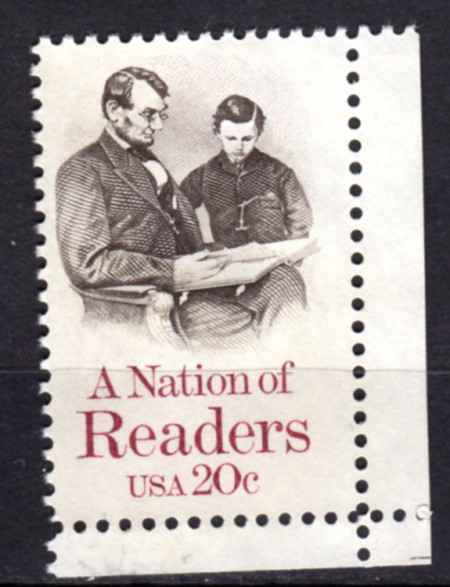 A Nation of
Readers
USA 20c